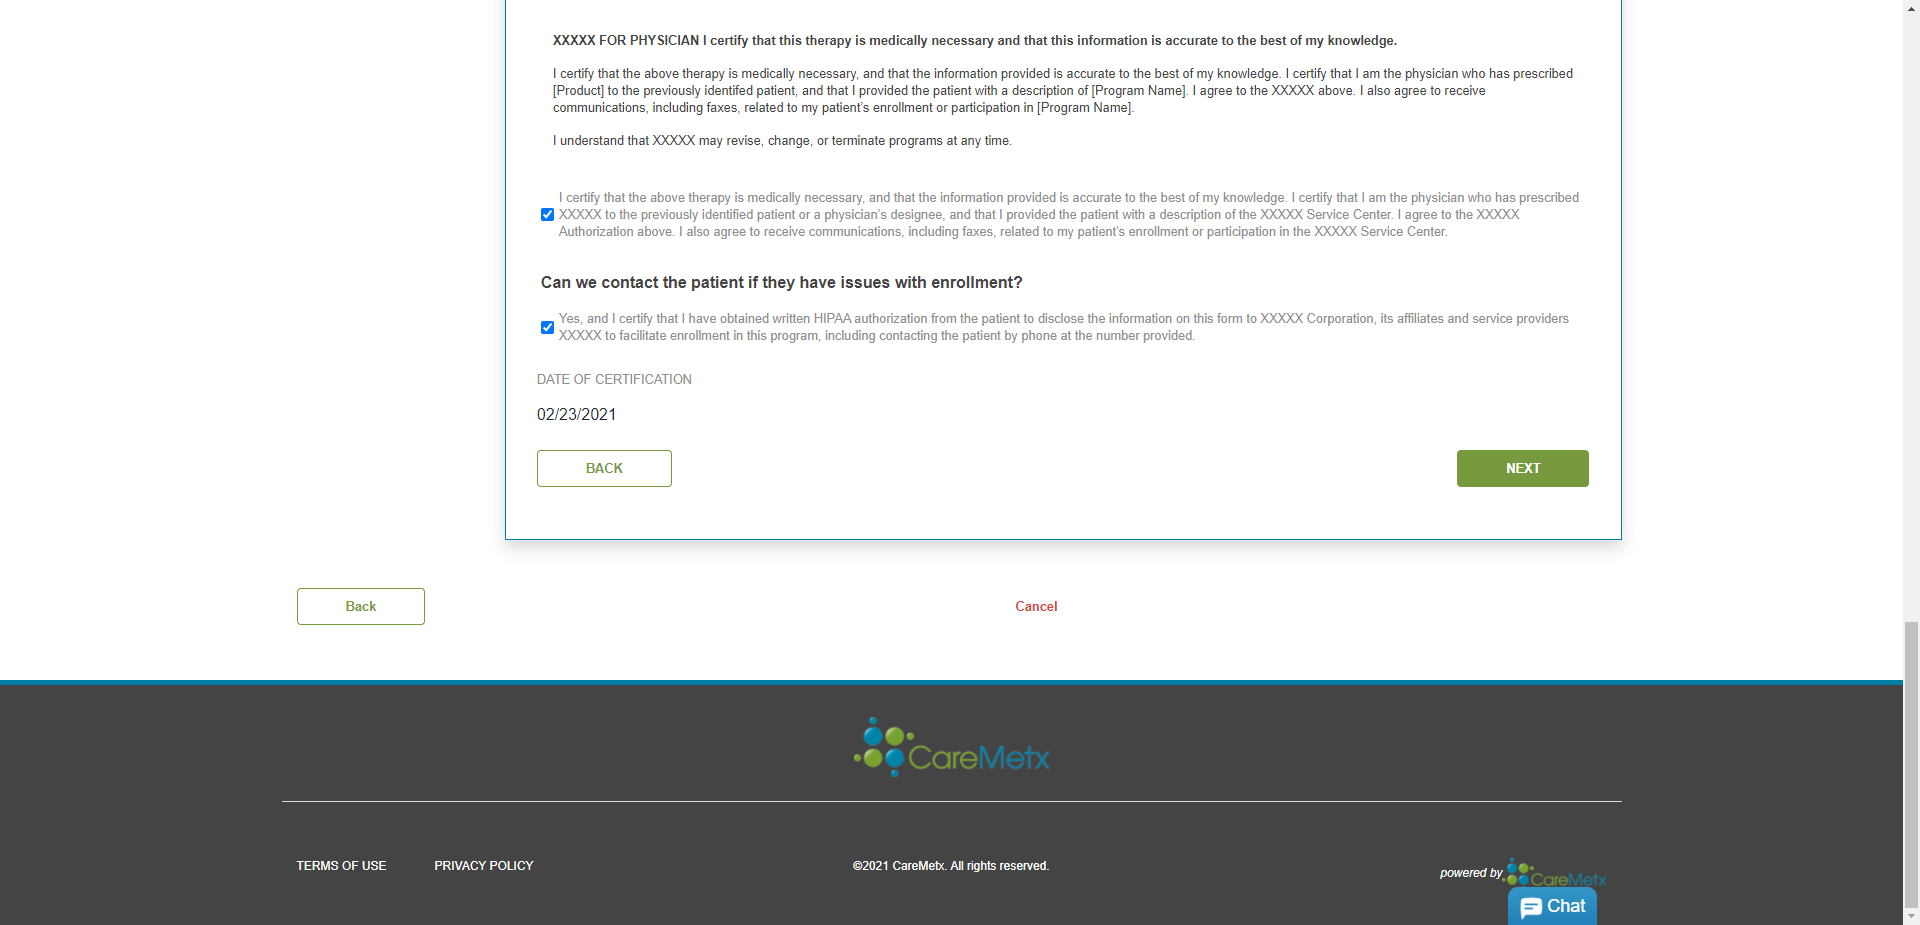 XXXXX FOR PHYSICIAN I certify that this therapy is medically necessary and that this information is accurate to the best of my knowledge.
I certify that the above therapy is medically necessary, and that the information provided is accurate to the best of my knowledge. I certify that I am the physician who has prescribed
[Product] to the previously identifed patient, and that I provided the patient with a description of [Program Name]. I agree to the XXXXX above. I also agree to receive
communications, including faxes, related to my patient's enrollment or participation in [Program Name].
I understand that XXXXX may revise, change, or terminate programs at any time.
I certify that the above therapy is medically necessary, and that the information provided is accurate to the best of my knowledge. I certify that I am the physician who has prescribed
XXXXX to the previously identified patient or a physician's designee, and that I provided the patient with a description of the XXXXX Service Center. I agree to the XXXXX
Authorization above. I also agree to receive communications, including faxes, related to my patient's enrollment or participation in the XXXXX Service Center.
Can we contact the patient if they have issues with enrollment?
Yes, and I certify that I have obtained written HIPAA authorization from the patient to disclose the information on this form to XXXXX Corporation, its affiliates and service providers
XXXXX to facilitate enrollment in this program, including contacting the patient by phone at the number provided.
DATE OF CERTIFICATION
02/23/2021
BACK NEXT
Back Cancel
CareMetx
TERMS OF USE PRIVACY POLICY ©2021 CareMetx. All rights reserved.
powered by CareMetx
Chat